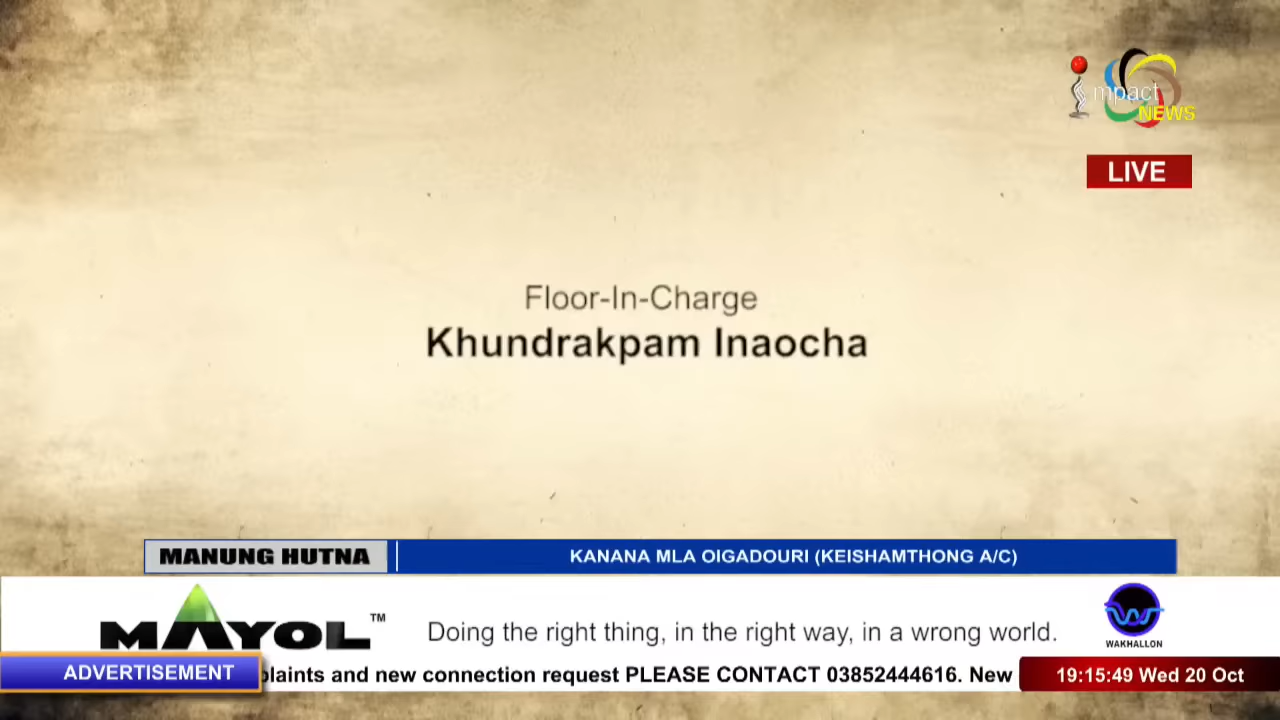 impact
NEWS
LIVE
Floor-In-Charge
Khundrakpam Inaocha
MANUNG HUTNA
KANANA MLA OIGADOURI (KEISHAMTHONG A/C)
MAYOL™
Doing the right thing, in the right way, in a wrong world.
WAKHALLON
ADVERTISEMENT
plaints and new connection request PLEASE CONTACT 03852444616. New
19:15:49 Wed 20 Oct